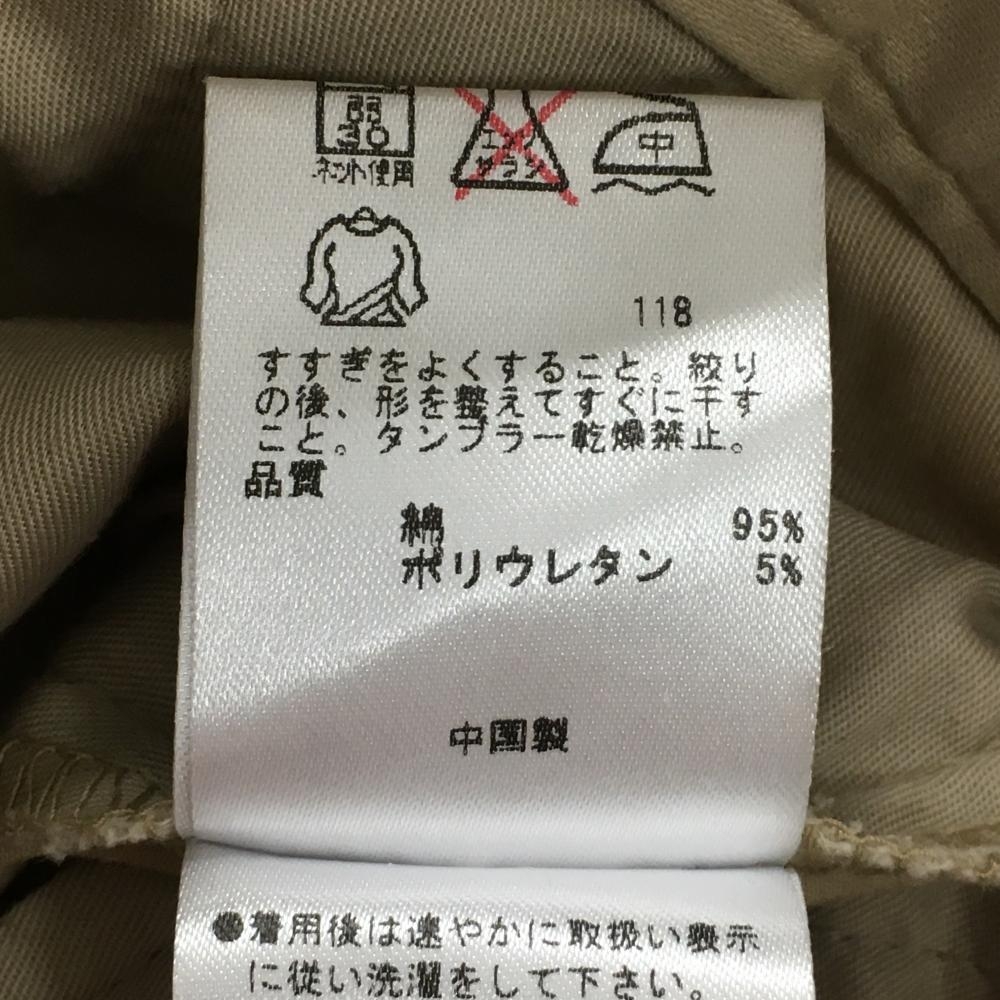 弱
30
ネット使用
エンソ
サラシ
中
118
すすぎをよくすること。絞り
の後、形を整えてすぐに干す
こと。タンブラー乾燥禁止。
品質
綿 95%
ポリウレタン 5%
中国製
●着用後は速やかに取扱い表示
に従い洗濯をして下さい。